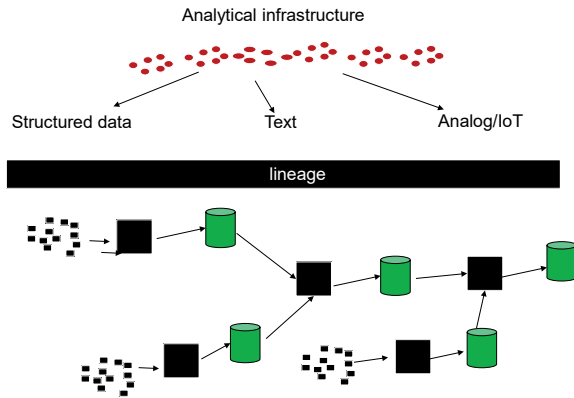 Analytical infrastructure
Structured data
Text
Analog/IoT
lineage